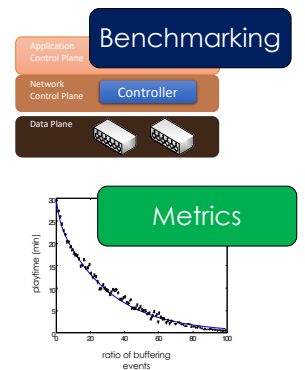 Benchmarking
Application
Control Plane
Network
Control Plane
Controller
Data Plane
Metrics
30
25
20
15
10
5
0
0
20
40
60
80
100
playtime [min]
ratio of buffering
events